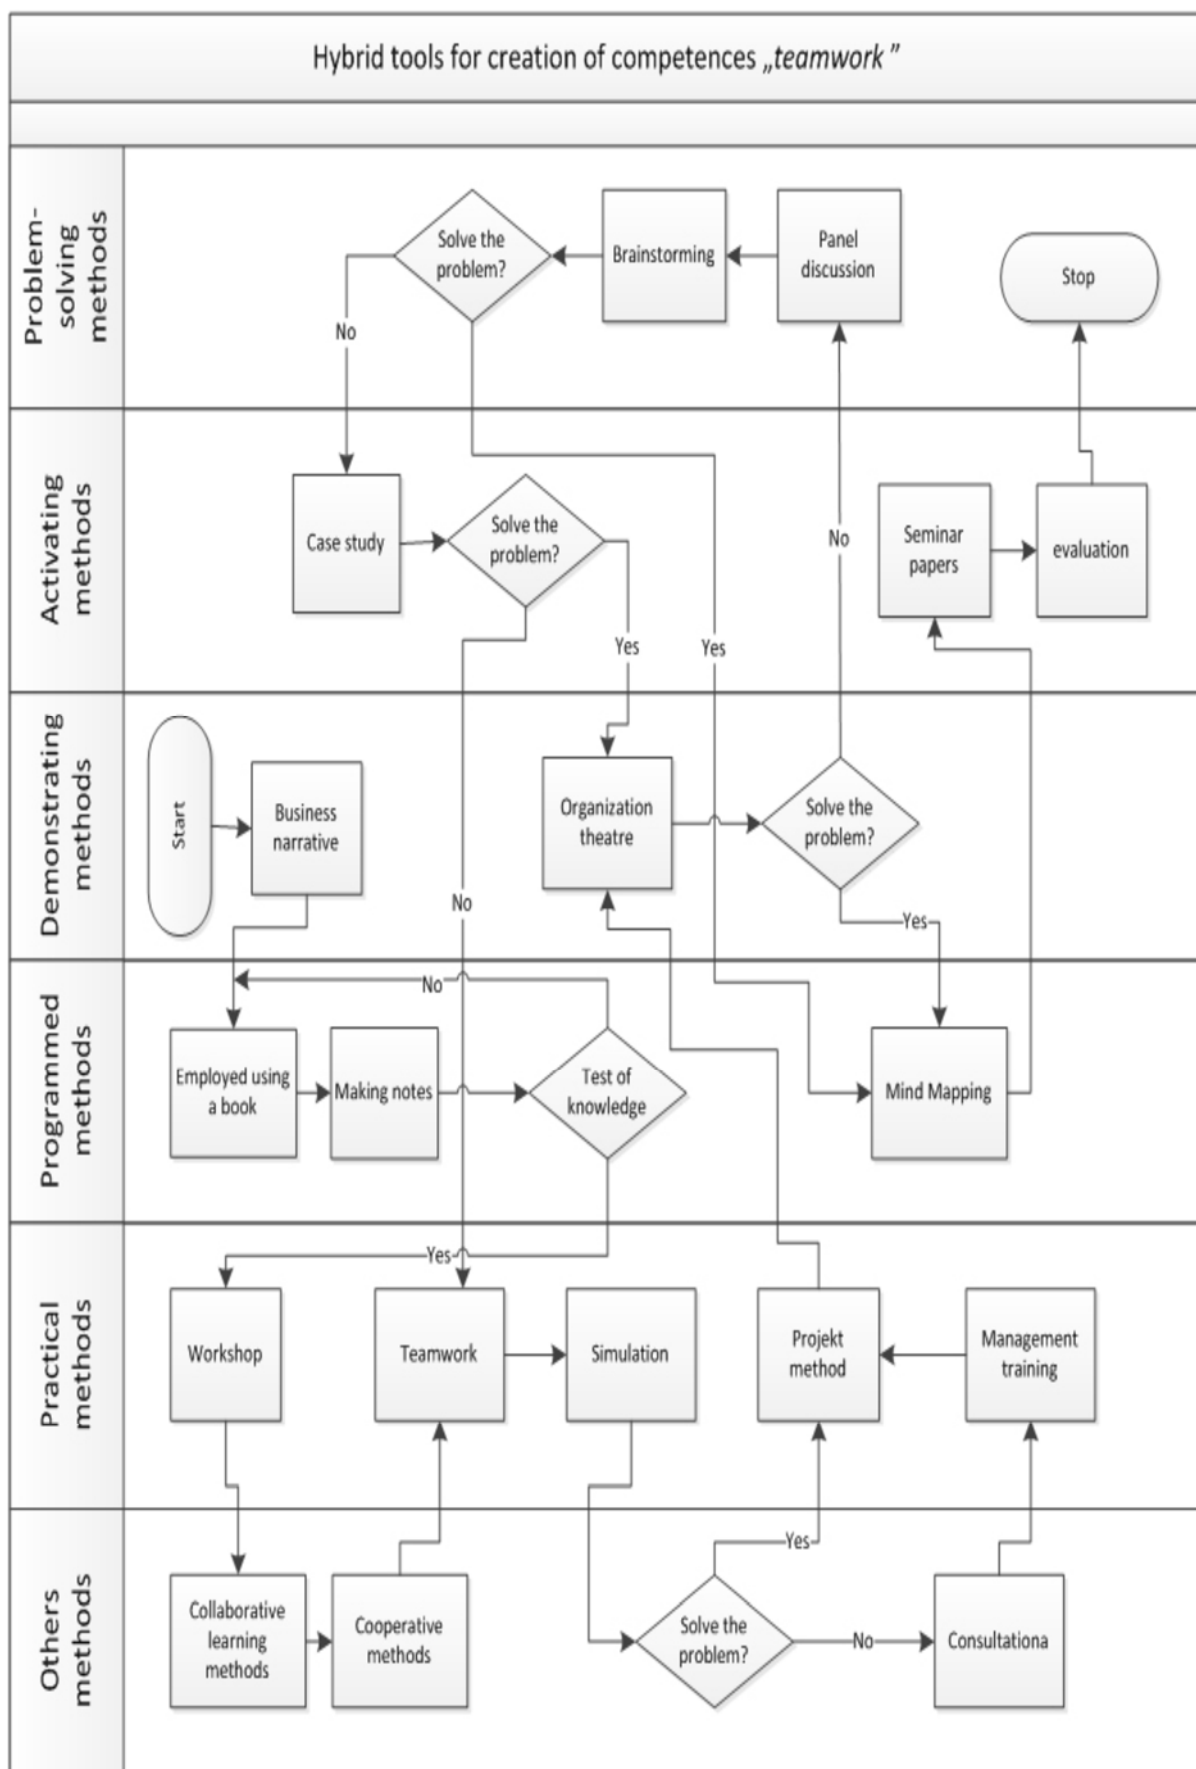 Hybrid tools for creation of competences „teamwork ”
Problem-
solving
methods
Solve the
problem?
Brainstorming
Panel
discussion
Stop
No
Activating
methods
Case study
Solve the
problem?
No
Seminar
papers
evaluation
Yes
Yes
Demonstrating
methods
Start
Business
narrative
Organization
theatre
Solve the
problem?
No
Yes
Programmed
methods
No
Employed using
a book
Making notes
Test of
knowledge
Mind Mapping
Practical
methods
Yes
Workshop
Teamwork
Simulation
Projekt
method
Management
training
Others
methods
Yes
Collaborative
learning
methods
Cooperative
methods
Solve the
problem?
No
Consultationa